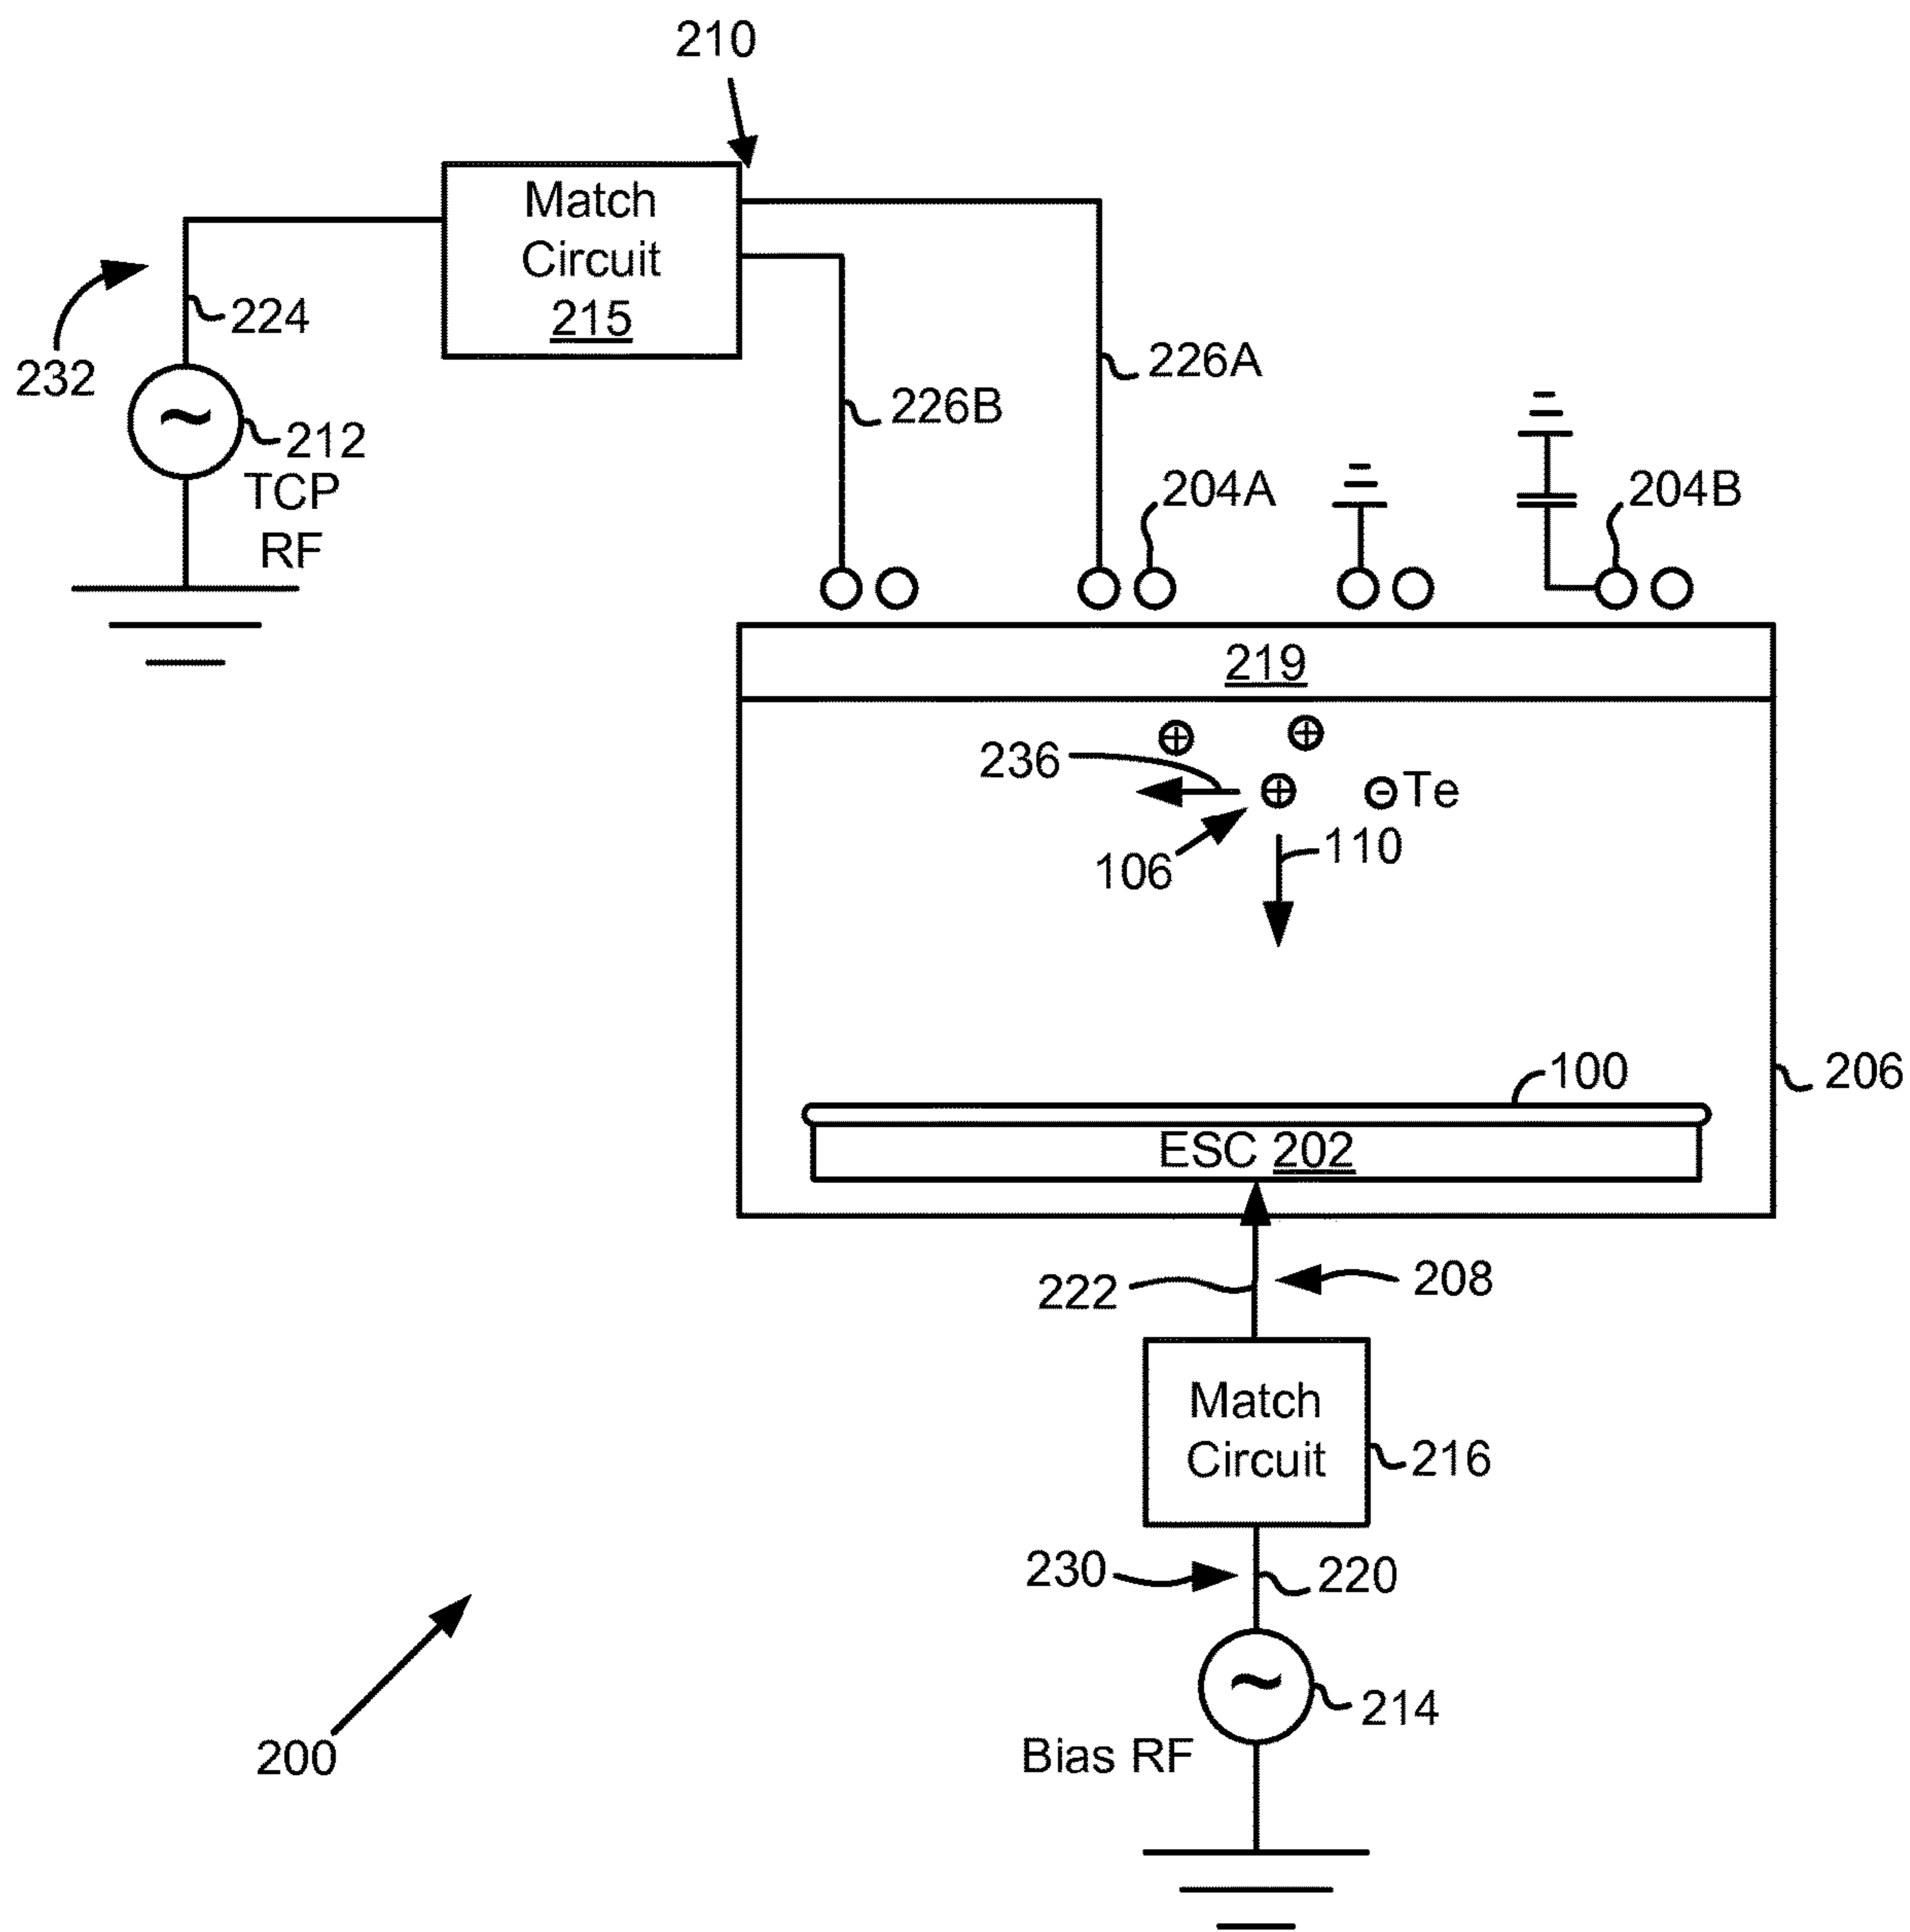 210
Match
Circuit
215
224
232
226A
226B
212
TCP
RF
204A
204B
219
236
Te
106
110
100
206
ESC 202
222
208
Match
Circuit
216
230
220
214
Bias RF
200